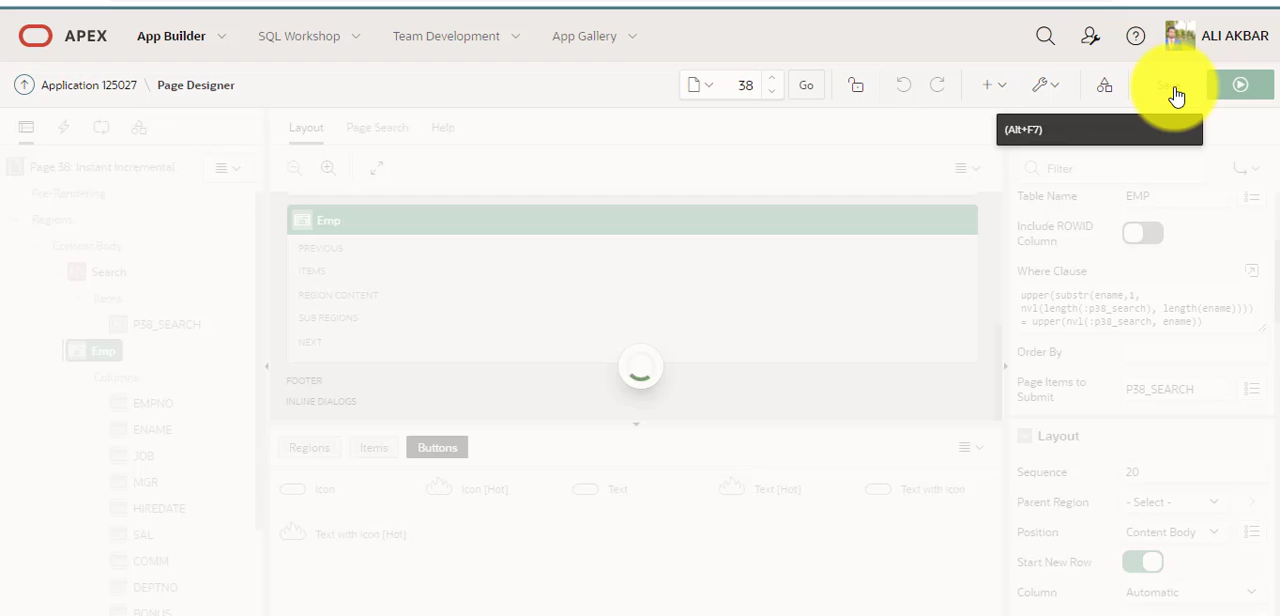 APEX App Builder SQL Workshop Team Development App Gallery ALI AKBAR
Application 125027 \ Page Designer 38 Go Save
(Alt+F7)
Layout Page Search Help
Page 38: Instant Incremental
Filter
Pre-Rendering
Regions
Content Body
Search
Items
P38_SEARCH
Emp
Columns
EMPNO
ENAME
JOB
MGR
HIREDATE
SAL
COMM
DEPTNO
BONUS
Emp
PREVIOUS
ITEMS
REGION CONTENT
SUB REGIONS
NEXT
FOOTER
INLINE DIALOGS
Regions Items Buttons
Icon Icon [Hot] Text Text [Hot] Text with Icon
Text with Icon [Hot]
Table Name EMP
Include ROWID
Column
Where Clause
upper(substr(ename,1,
nvl(length(:p38_search), length(ename))))
= upper(nvl(:p38_search, ename))
Order By
Page Items to
Submit P38_SEARCH
Layout
Sequence 20
Parent Region - Select -
Position Content Body
Start New Row
Column Automatic